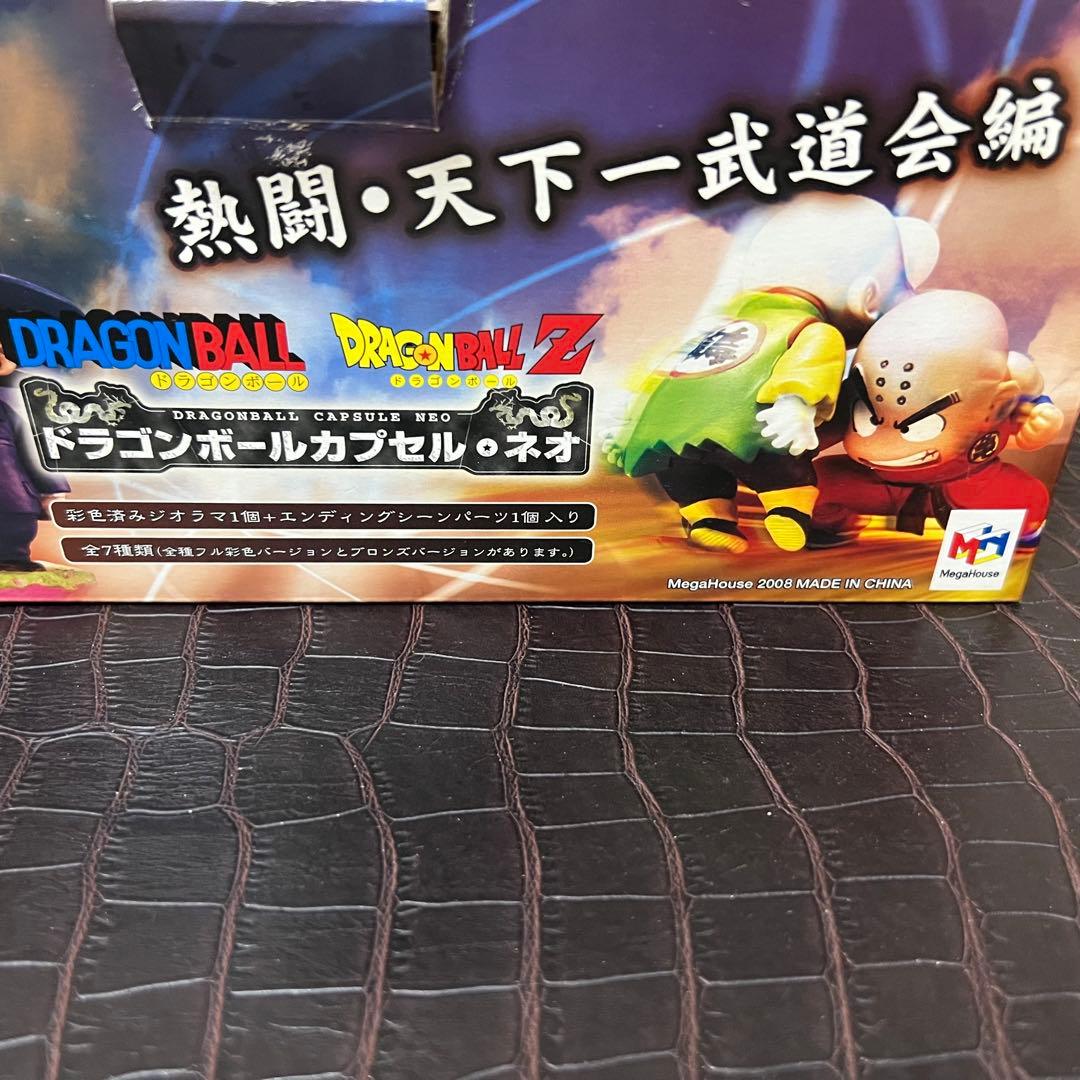 熱闘・天下一武道会編
DRAGON BALL
ドラゴンボール
DRAGON BALL Z
ドラゴンボール
DRAGONBALL CAPSULE NEO
ドラゴンボールカプセル・ネオ
彩色済みジオラマ1個+エンディングシーンパーツ1個入り
全7種類(全種フル彩色バージョンとブロンズバージョンがあります。)
MegaHouse 2008 MADE IN CHINA
MegaHouse